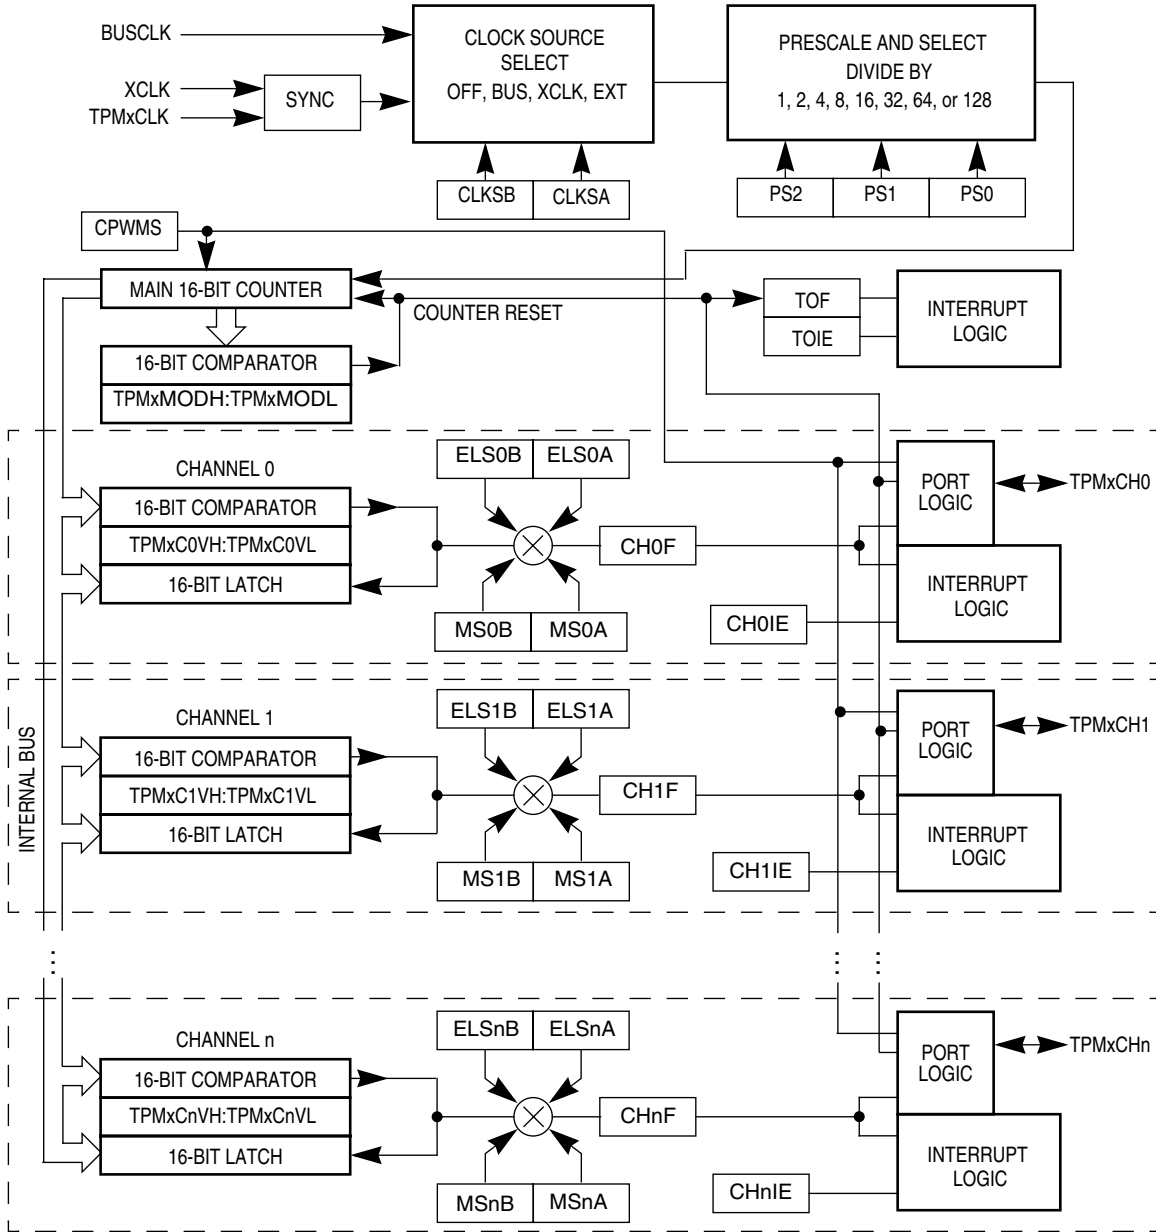 BUSCLK
XCLK
TPMxCLK
SYNC
CLOCK SOURCE
SELECT
OFF, BUS, XCLK, EXT
PRESCALE AND SELECT
DIVIDE BY
1, 2, 4, 8, 16, 32, 64, or 128
CLKSB
CLKSA
PS2
PS1
PS0
CPWMS
MAIN 16-BIT COUNTER
COUNTER RESET
16-BIT COMPARATOR
TPMxMODH:TPMxMODL
TOF
TOIE
INTERRUPT
LOGIC
INTERNAL BUS
CHANNEL 0
16-BIT COMPARATOR
TPMxC0VH:TPMxC0VL
16-BIT LATCH
ELS0B
ELS0A
MS0B
MS0A
CH0F
CH0IE
PORT
LOGIC
INTERRUPT
LOGIC
TPMxCH0
CHANNEL 1
16-BIT COMPARATOR
TPMxC1VH:TPMxC1VL
16-BIT LATCH
ELS1B
ELS1A
MS1B
MS1A
CH1F
CH1IE
PORT
LOGIC
INTERRUPT
LOGIC
TPMxCH1
CHANNEL n
16-BIT COMPARATOR
TPMxCnVH:TPMxCnVL
16-BIT LATCH
ELSnB
ELSnA
MSnB
MSnA
CHnF
CHnIE
PORT
LOGIC
INTERRUPT
LOGIC
TPMxCHn